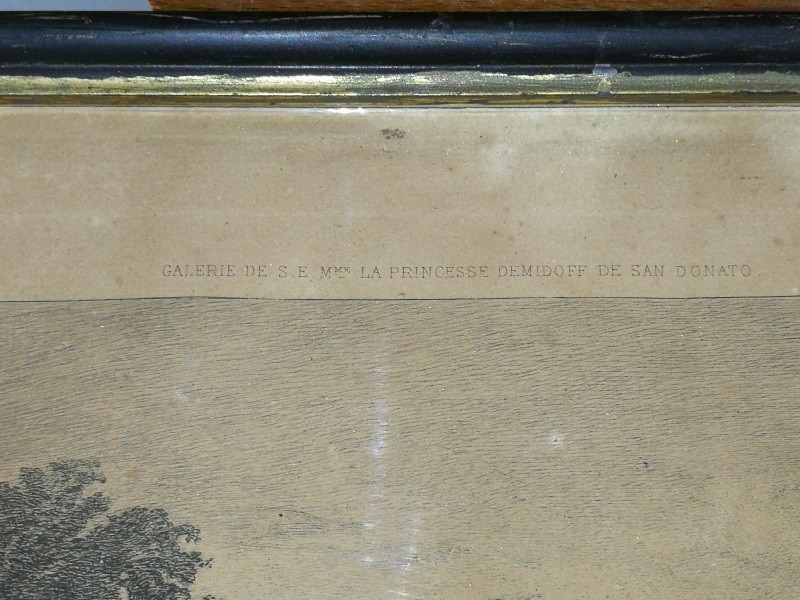 GALERIE DE S.E. MME LA PRINCESSE DEMIDOFF DE SAN DONATO.